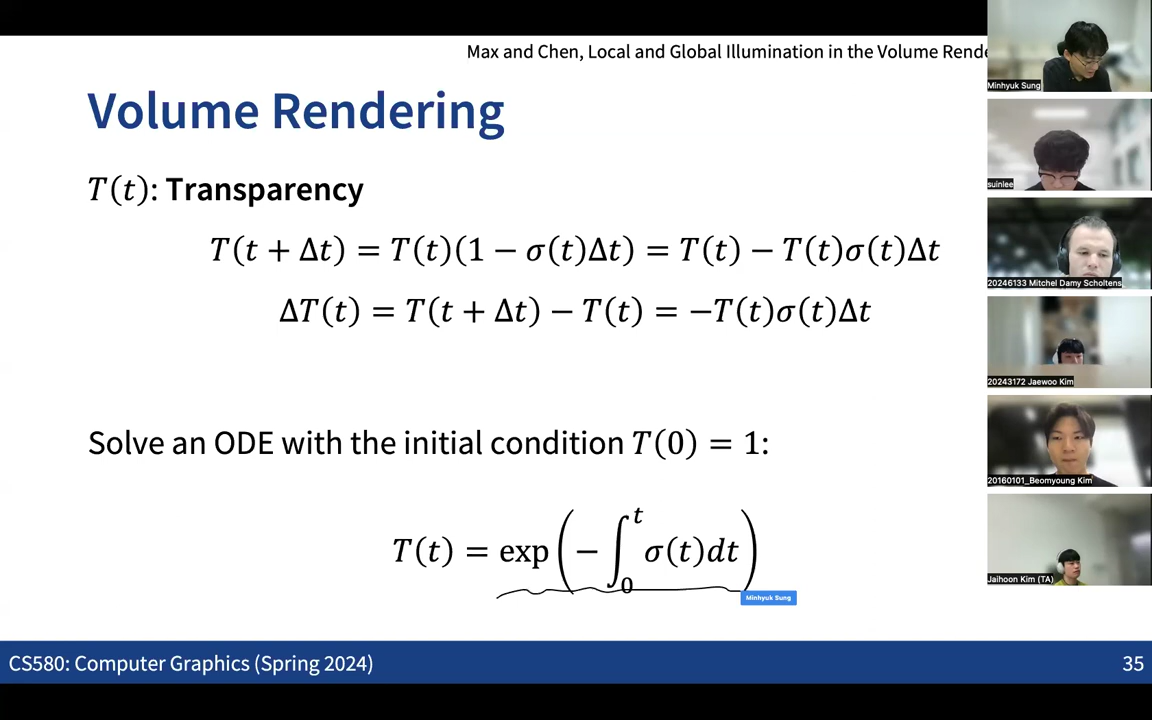 Max and Chen, Local and Global Illumination in the Volume Rende
Volume Rendering
T(t): Transparency
T(t + Δt) = T(t)(1 − σ(t)Δt) = T(t) − T(t)σ(t)Δt
ΔT(t) = T(t + Δt) − T(t) = −T(t)σ(t)Δt
Solve an ODE with the initial condition T(0) = 1:
T(t) = exp(−∫₀ᵗ σ(t)dt)
Minhyuk Sung
CS580: Computer Graphics (Spring 2024)
35
Minhyuk Sung
suinlee
20246133 Mitchel Damy Scholtens
20243172 Jaewoo Kim
20160101_Beomyoung Kim
Jaihoon Kim (TA)